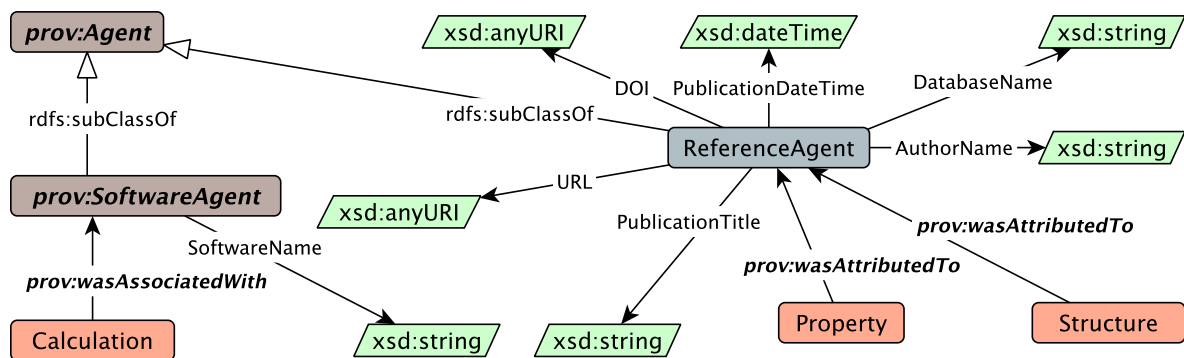 prov:Agent
xsd:anyURI
xsd:dateTime
xsd:string
DOI
PublicationDateTime
DatabaseName
rdfs:subClassOf
rdfs:subClassOf
ReferenceAgent
AuthorName
xsd:string
prov:SoftwareAgent
URL
xsd:anyURI
PublicationTitle
prov:wasAttributedTo
SoftwareName
prov:wasAttributedTo
prov:wasAssociatedWith
Calculation
xsd:string
xsd:string
Property
Structure